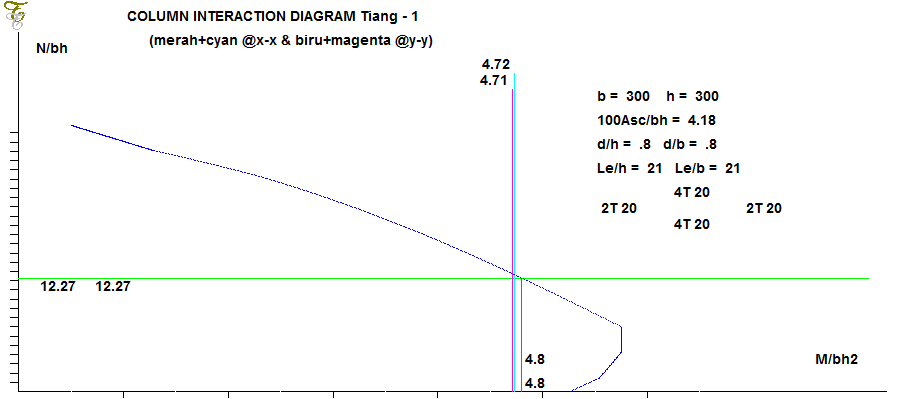 COLUMN INTERACTION DIAGRAM Tiang - 1
(merah+cyan @x-x & biru+magenta @y-y)
N/bh
4.72
4.71
b = 300 h = 300
100Asc/bh = 4.18
d/h = .8 d/b = .8
Le/h = 21 Le/b = 21
4T 20
2T 20 2T 20
4T 20
12.27 12.27
4.8
M/bh2
4.8